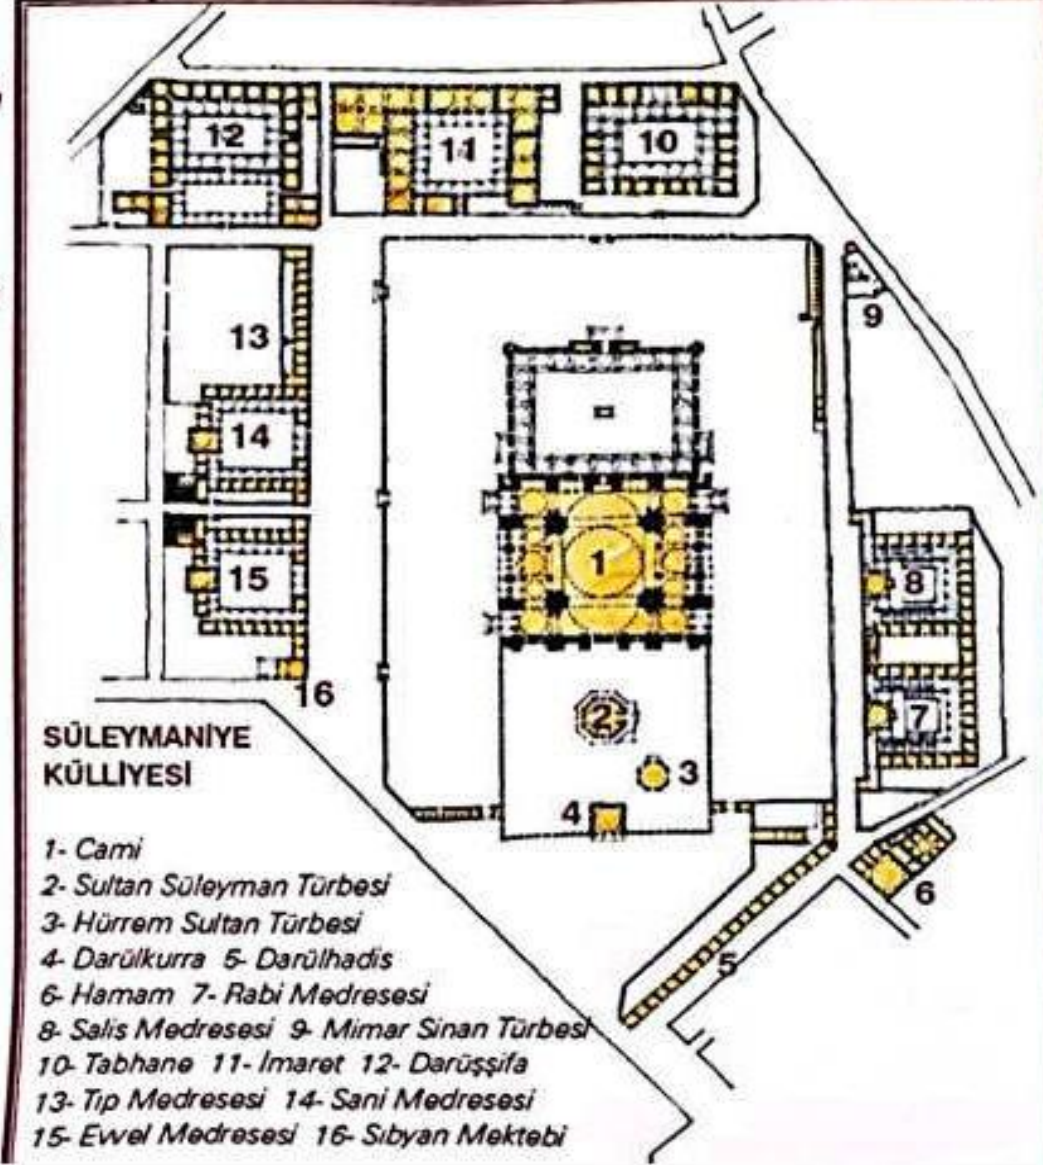 12
11
10
9
13
14
1
15
8
16
2
7
3
4
6
5
SÜLEYMANİYE
KÜLLİYESİ
1- Cami
2- Sultan Süleyman Türbesi
3- Hürrem Sultan Türbesi
4- Darülkurra 5- Darülhadis
6- Hamam 7- Rabi Medresesi
8- Salis Medresesi 9- Mimar Sinan Türbesi
10- Tabhane 11- İmaret 12- Darüşşifa
13- Tıp Medresesi 14- Sani Medresesi
15- Evvel Medresesi 16- Sıbyan Mektebi